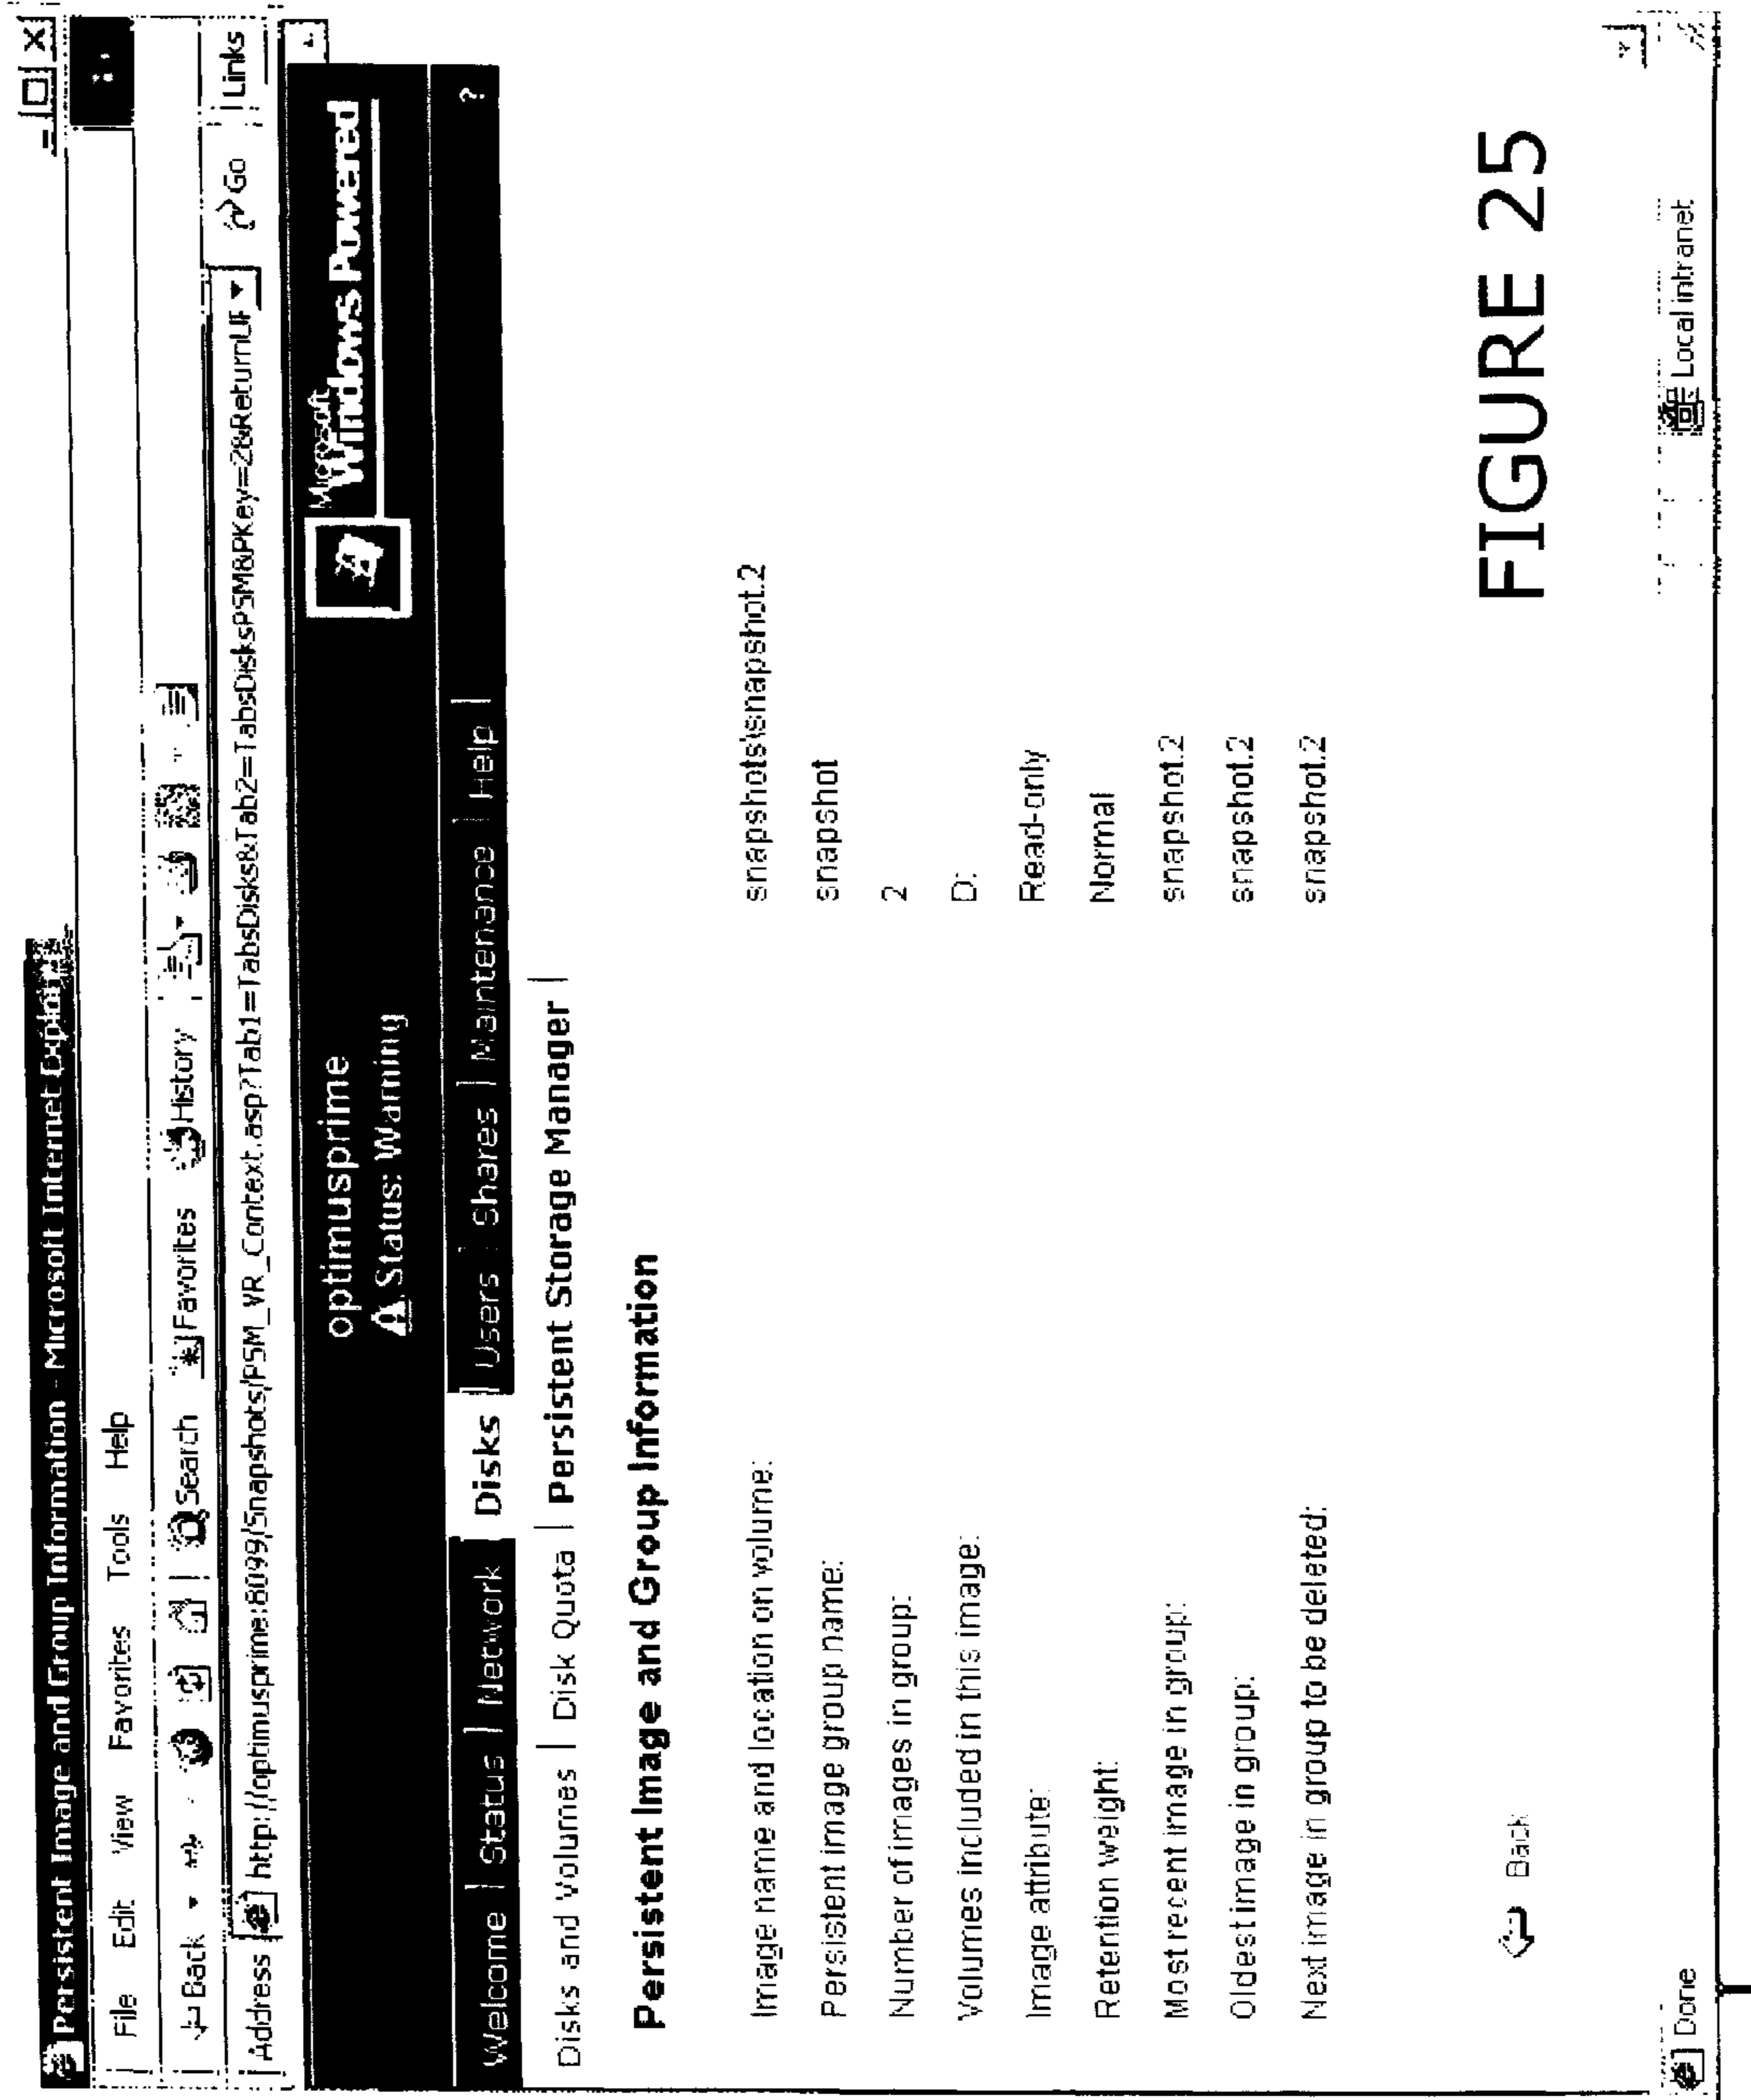 Persistent Image and Group Information - Microsoft Internet Explorer
File Edit View Favorites Tools Help
Back Search Favorites History
Address http://optimusprime:8099/Snapshots/PSM_VR_Context.asp?Tab1=TabsDisks&Tab2=TabsDisksPSM&PKey=2&ReturnUR Go Links
optimusprime
Status: Warning
Microsoft
Windows Powered
Welcome | Status | Network | Disks | Users | Shares | Maintenance | Help | ?
Disks and Volumes | Disk Quota | Persistent Storage Manager |
Persistent Image and Group Information
Image name and location on volume: snapshots\snapshot.2
Persistent image group name: snapshot
Number of images in group: 2
Volumes included in this image: D:
Image attribute: Read-only
Retention weight: Normal
Most recent image in group: snapshot.2
Oldest image in group: snapshot.2
Next image in group to be deleted: snapshot.2
Back
FIGURE 25
Done Local intranet